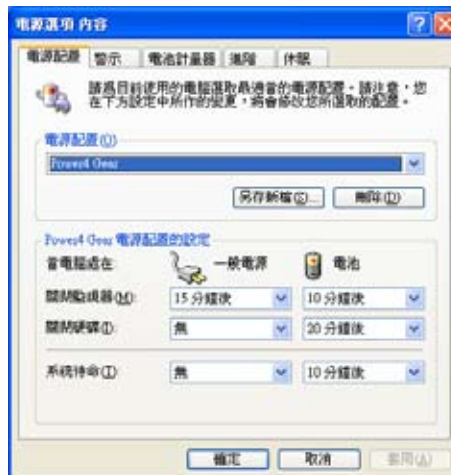 電源選項 內容
電源配置 警示 電池計量器 進階 休眠
請爲目前使用的電腦選取最適當的電源配置。請注意,您
在下方設定中所作的變更,將會修改您所選取的配置。
電源配置(O)
Power4 Gear
另存新檔(S)... 刪除(D)
Power4 Gear 電源配置的設定
當電腦處在: 一般電源 電池
關閉監視器(M): 15 分鐘後 10 分鐘後
關閉硬碟(I): 無 20 分鐘後
系統待命(T): 無 10 分鐘後
確定 取消 套用(A)